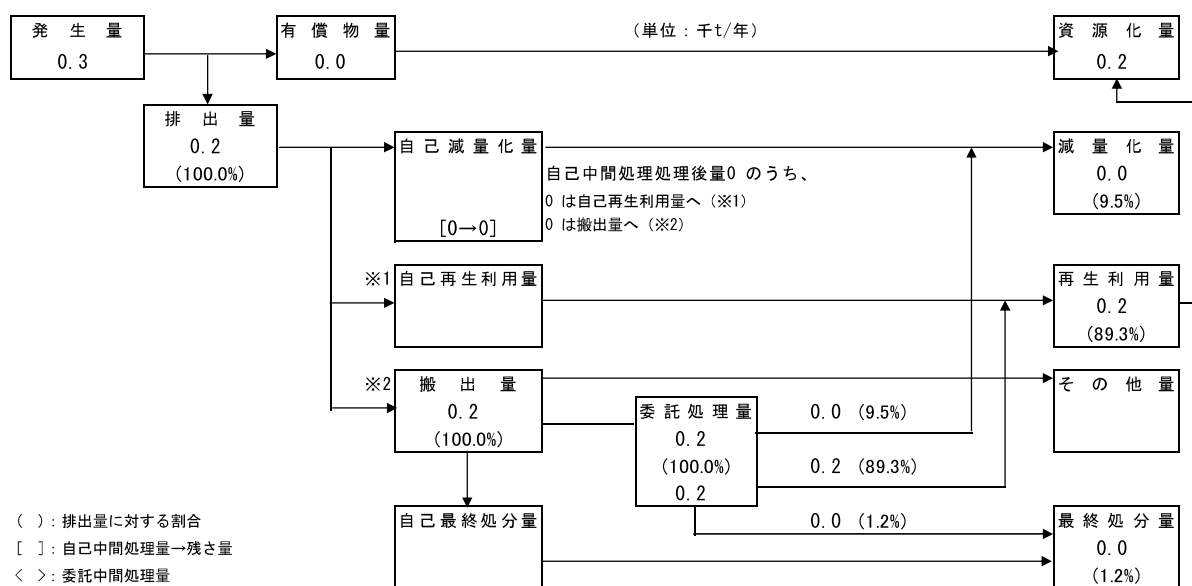 発生量
0.3
有償物量
0.0
(単位：千t/年)
資源化量
0.2
排出量
0.2
(100.0%)
自己減量化量
[0→0]
自己中間処理処理後量0 のうち、
0 は自己再生利用量へ (※1)
0 は搬出量へ (※2)
減量化量
0.0
(9.5%)
※1
自己再生利用量
再生利用量
0.2
(89.3%)
※2
搬出量
0.2
(100.0%)
その他量
委託処理量
0.2
(100.0%)
0.2
0.0 (9.5%)
0.2 (89.3%)
0.0 (1.2%)
自己最終処分量
最終処分量
0.0
(1.2%)
( )：排出量に対する割合
[ ]：自己中間処理量→残さ量
< >：委託中間処理量